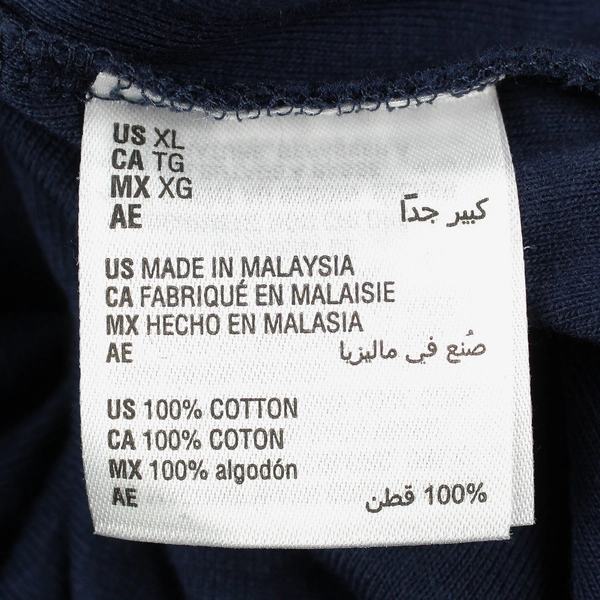 US XL
CA TG
MX XG
AE كبير جداً
US MADE IN MALAYSIA
CA FABRIQUÉ EN MALAISIE
MX HECHO EN MALASIA
AE صُنع في ماليزيا
US 100% COTTON
CA 100% COTON
MX 100% algodón
AE 100% قطن